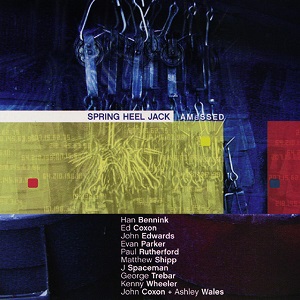 SPRING HEEL JACK AMASSED
Han Bennink
Ed Coxon
John Edwards
Evan Parker
Paul Rutherford
Matthew Shipp
J Spaceman
George Trebar
Kenny Wheeler
John Coxon + Ashley Wales